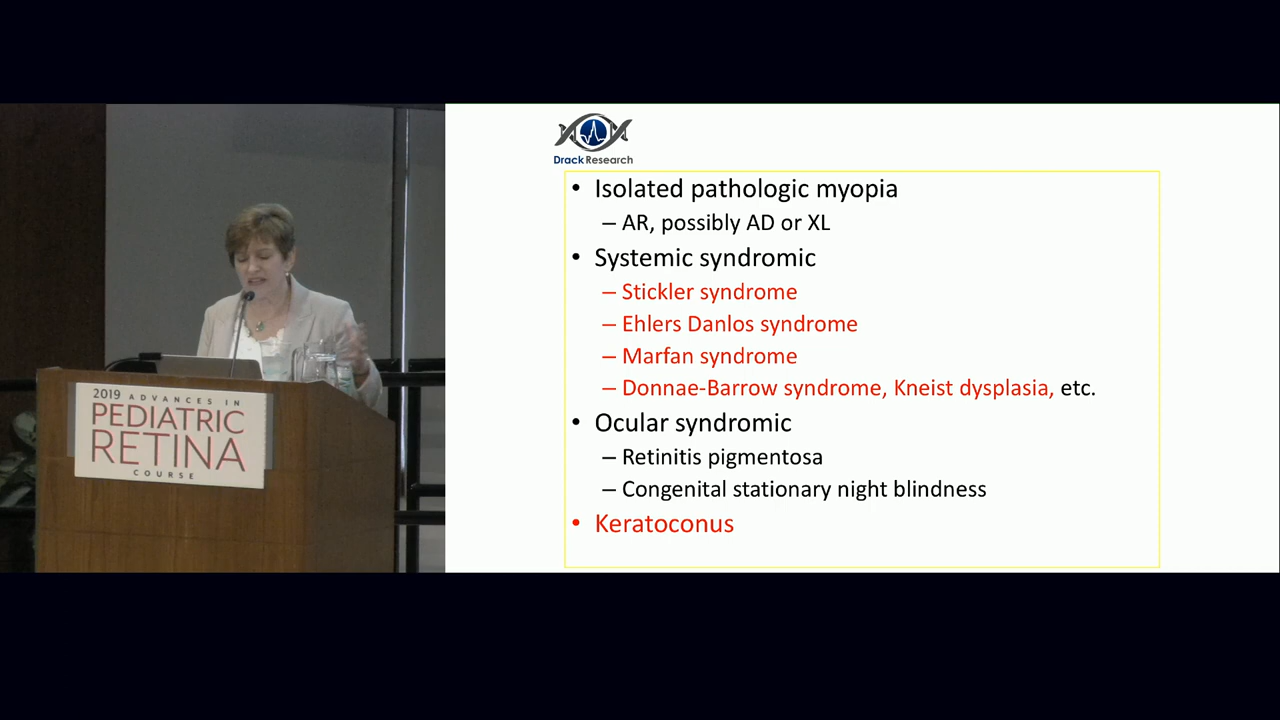 2019 ADVANCES IN
PEDIATRIC
RETINA
COURSE
Drack Research
• Isolated pathologic myopia
– AR, possibly AD or XL
• Systemic syndromic
– Stickler syndrome
– Ehlers Danlos syndrome
– Marfan syndrome
– Donnae-Barrow syndrome, Kneist dysplasia, etc.
• Ocular syndromic
– Retinitis pigmentosa
– Congenital stationary night blindness
• Keratoconus